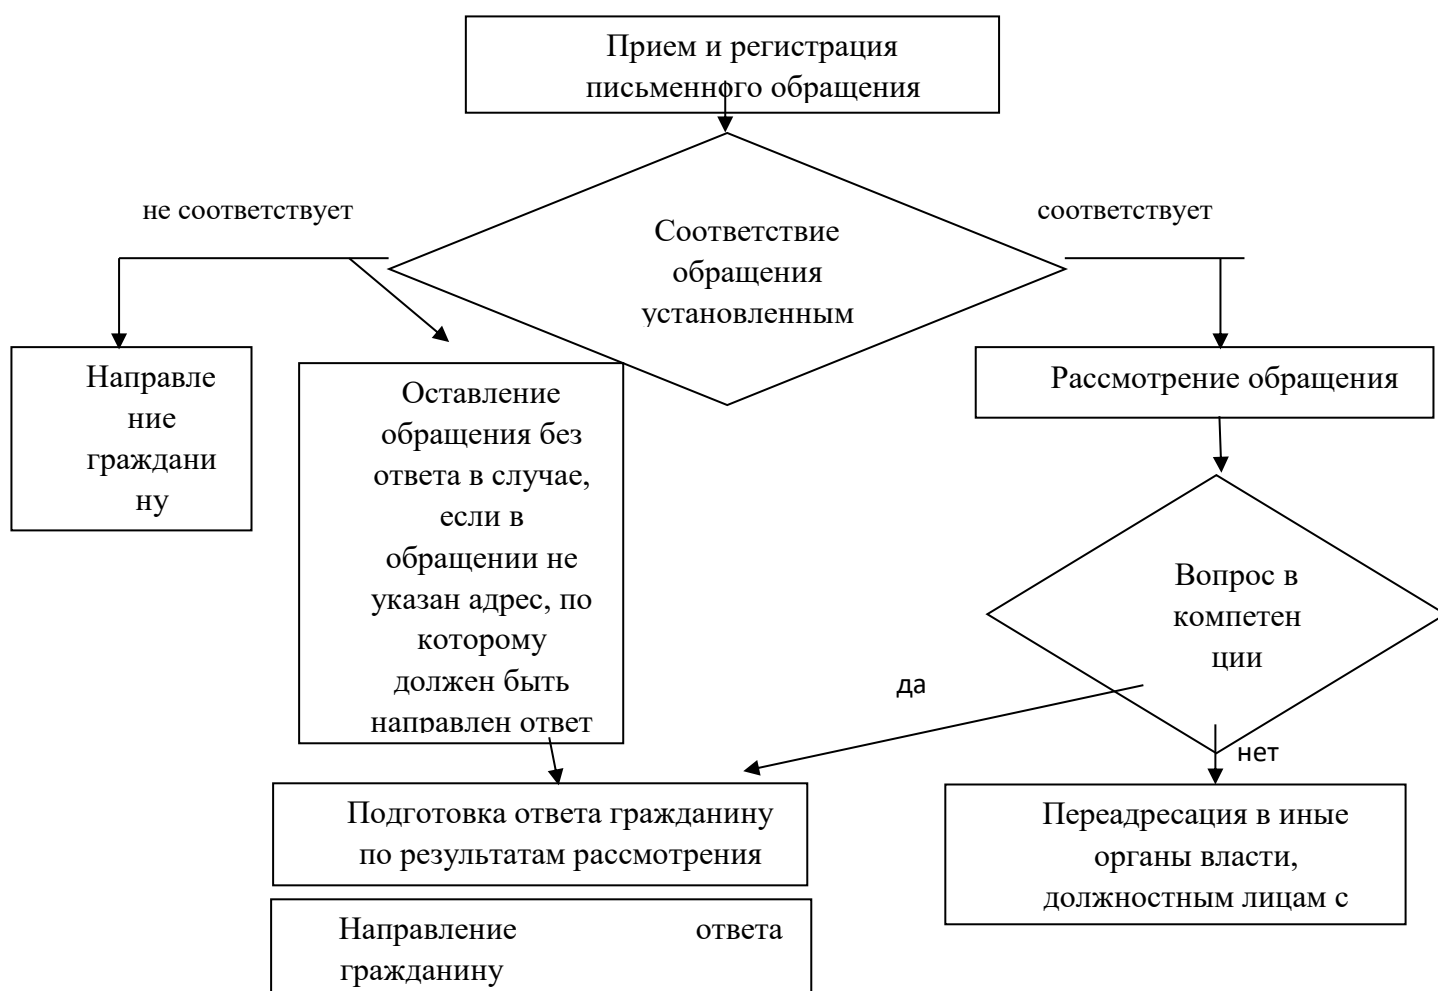 Прием и регистрация
письменного обращения
не соответствует
соответствует
Соответствие
обращения
установленным
Направле
ние
граждани
ну
Оставление
обращения без
ответа в случае,
если в
обращении не
указан адрес, по
которому
должен быть
направлен ответ
Рассмотрение обращения
Вопрос в
компетен
ции
да
нет
Подготовка ответа гражданину
по результатам рассмотрения
Переадресация в иные
органы власти,
должностным лицам с
Направление ответа
гражданину